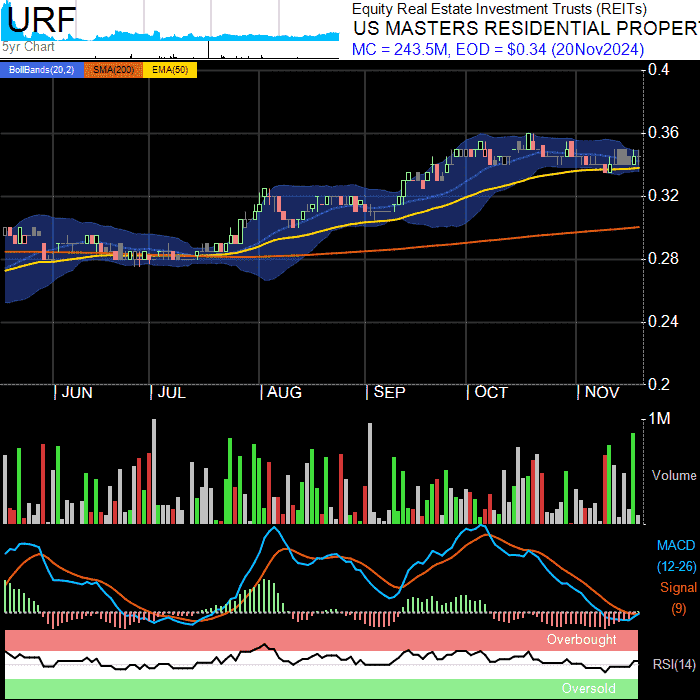 URF
5yr Chart
Equity Real Estate Investment Trusts (REITs)
US MASTERS RESIDENTIAL PROPER
MC = 243.5M, EOD = $0.34 (20Nov2024)
BollBands(20,2) SMA(200) EMA(50)
0.4
0.36
0.32
0.28
0.24
0.2
JUN JUL AUG SEP OCT NOV
1M
Volume
MACD
(12-26)
Signal
(9)
Overbought
RSI(14)
Oversold